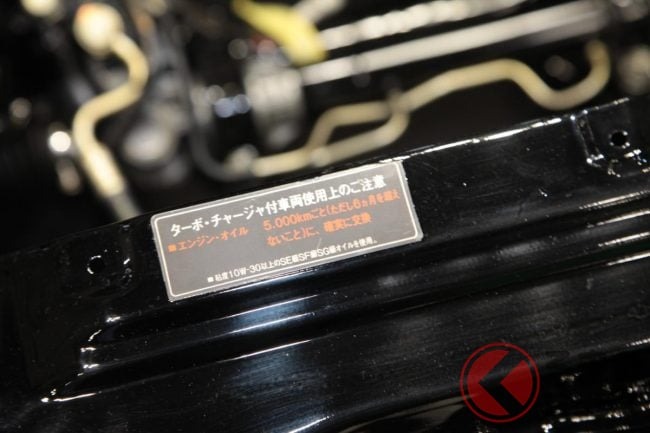 ターボ・チャージャ付車両使用上のご注意
■エンジン・オイル 5,000kmごと(ただし6ヵ月を越え
ないこと)に、確実に交換
■粘度10W-30以上のSE級SF級SG級オイルを使用。